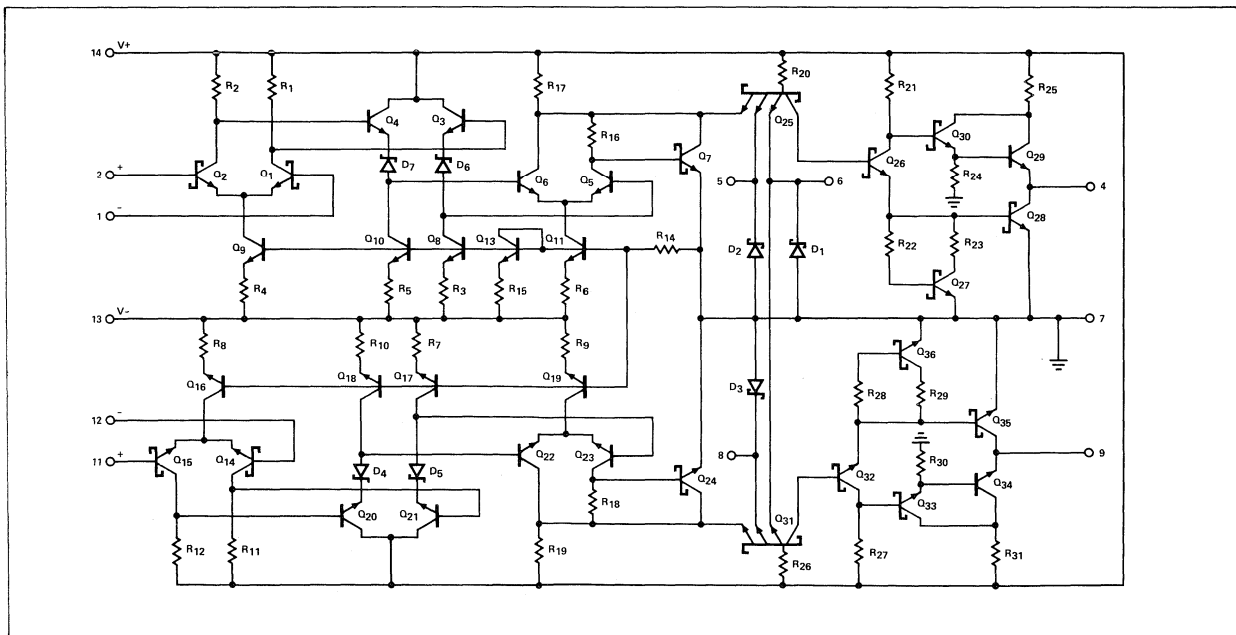 14 V+
R2 R1 R17 R20 R21 R25
Q4 Q3 Q25 Q30
R16 Q7 Q26 Q29
D7 D6 R24
2 + Q2 Q1 Q6 Q5 5 6 4
1 − Q28
Q9 Q10 Q8 Q13 Q11 R14 D2 D1 R22 R23
R4 R5 R3 R15 R6 Q27
13 V− 7
R8 R10 R7 R9 Q36
Q16 Q18 Q17 Q19 D3 R28 R29
12 − Q35
11 + Q15 Q14 Q22 Q23 8 R30 9
D4 D5 Q24 Q32 Q34
Q20 Q21 R18 Q31 Q33
R12 R11 R19 R26 R27 R31